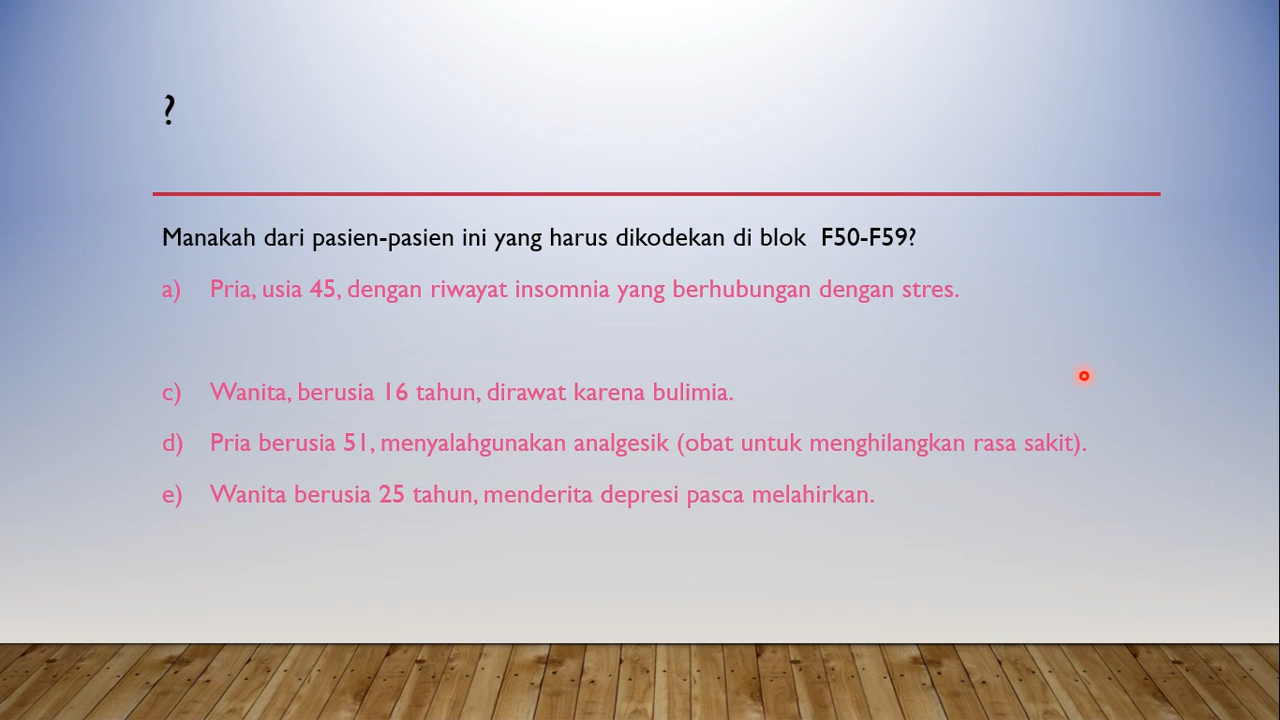 ?
Manakah dari pasien-pasien ini yang harus dikodekan di blok F50-F59?
a) Pria, usia 45, dengan riwayat insomnia yang berhubungan dengan stres.
c) Wanita, berusia 16 tahun, dirawat karena bulimia.
d) Pria berusia 51, menyalahgunakan analgesik (obat untuk menghilangkan rasa sakit).
e) Wanita berusia 25 tahun, menderita depresi pasca melahirkan.